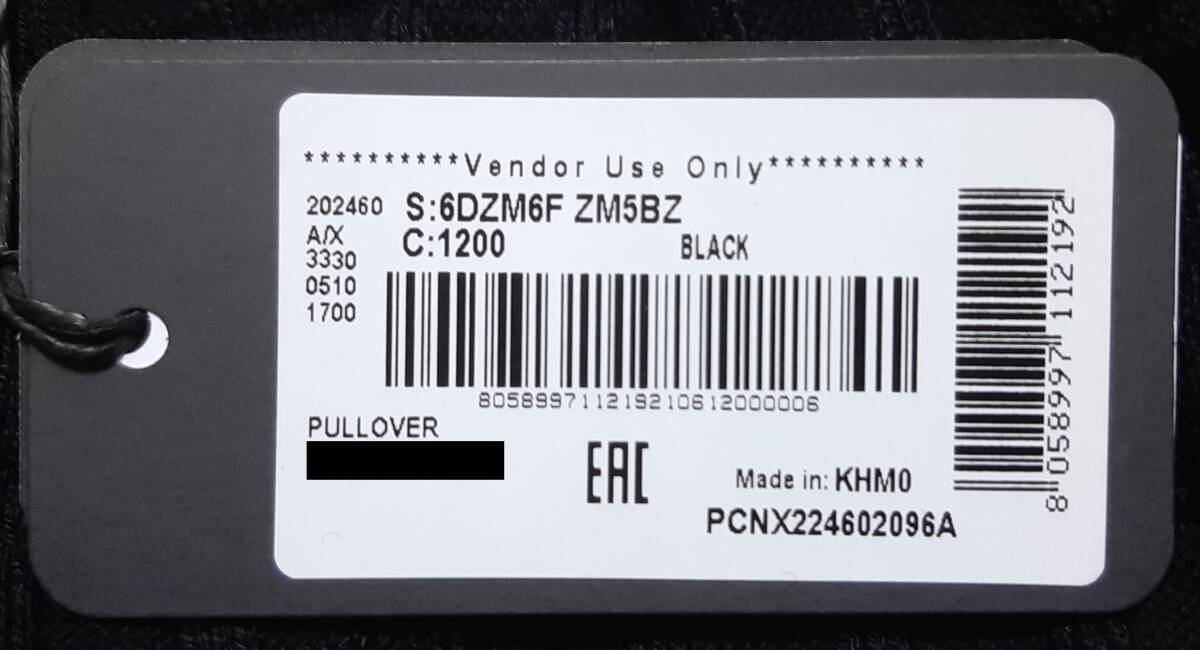 **********Vendor Use Only**********
202460 S:6DZM6F ZM5BZ
A/X C:1200 BLACK
3330
0510
1700
805899711219210612000006
PULLOVER
EAC
Made in: KHM0
PCNX224602096A
8 058997 112192